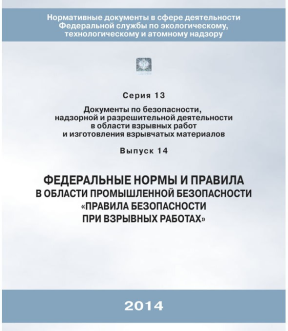 Нормативные документы в сфере деятельности
Федеральной службы по экологическому,
технологическому и атомному надзору
Серия 13
Документы по безопасности,
надзорной и разрешительной деятельности
в области взрывных работ
и изготовления взрывчатых материалов
Выпуск 14
ФЕДЕРАЛЬНЫЕ НОРМЫ И ПРАВИЛА
В ОБЛАСТИ ПРОМЫШЛЕННОЙ БЕЗОПАСНОСТИ
«ПРАВИЛА БЕЗОПАСНОСТИ
ПРИ ВЗРЫВНЫХ РАБОТАХ»
2014